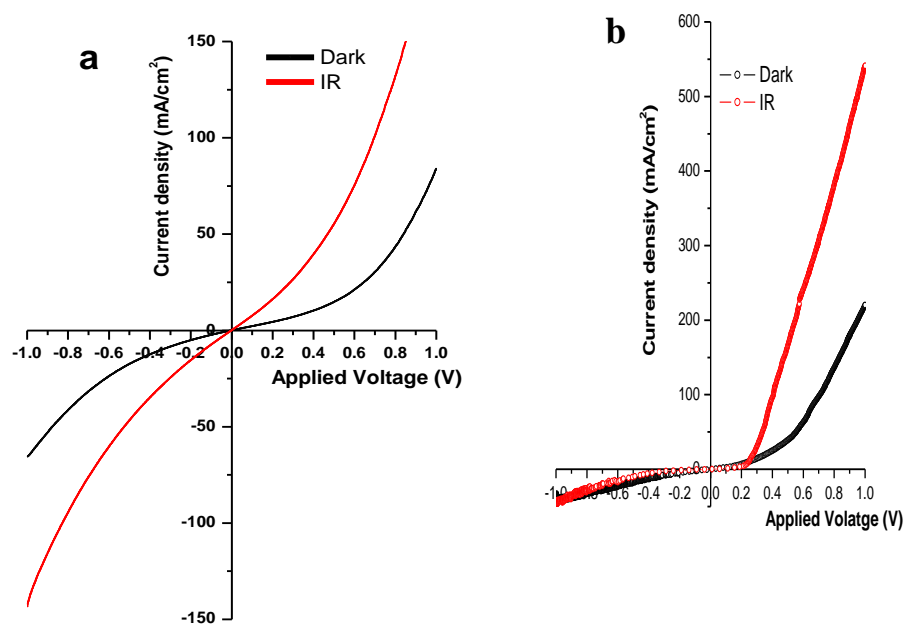 a
Dark
IR
Current density (mA/cm²)
150
100
50
0
-50
-100
-150
-1.0 -0.8 -0.6 -0.4 -0.2 0.0 0.2 0.4 0.6 0.8 1.0
Applied Voltage (V)
b
Dark
IR
Current density (mA/cm²)
600
500
400
300
200
100
0
-1.0 -0.8 -0.6 -0.4 -0.2 0.0 0.2 0.4 0.6 0.8 1.0
Applied Volatge (V)